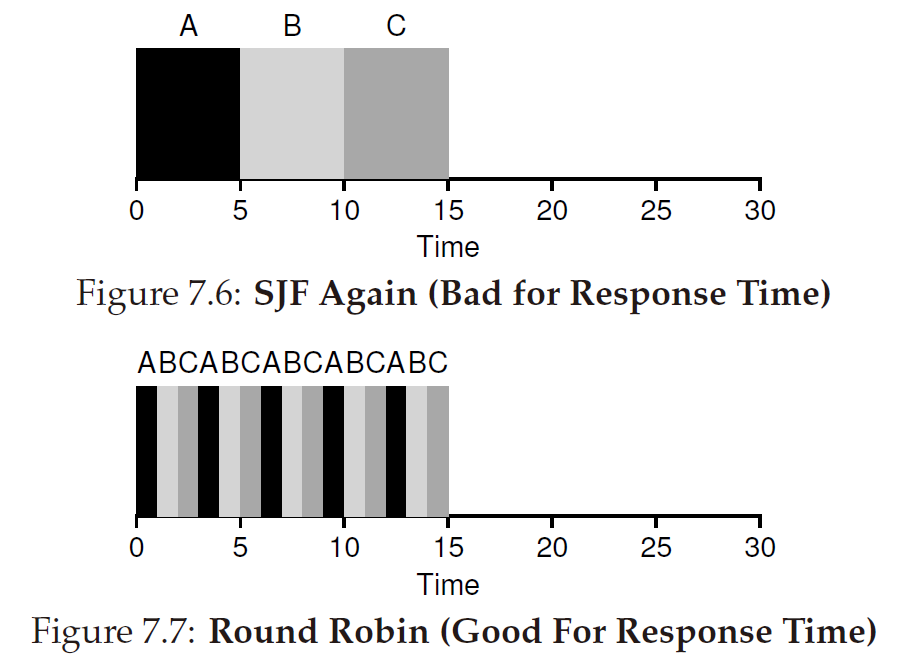 A B C
0 5 10 15 20 25 30
Time
Figure 7.6: SJF Again (Bad for Response Time)
ABCABCABCABCABC
0 5 10 15 20 25 30
Time
Figure 7.7: Round Robin (Good For Response Time)